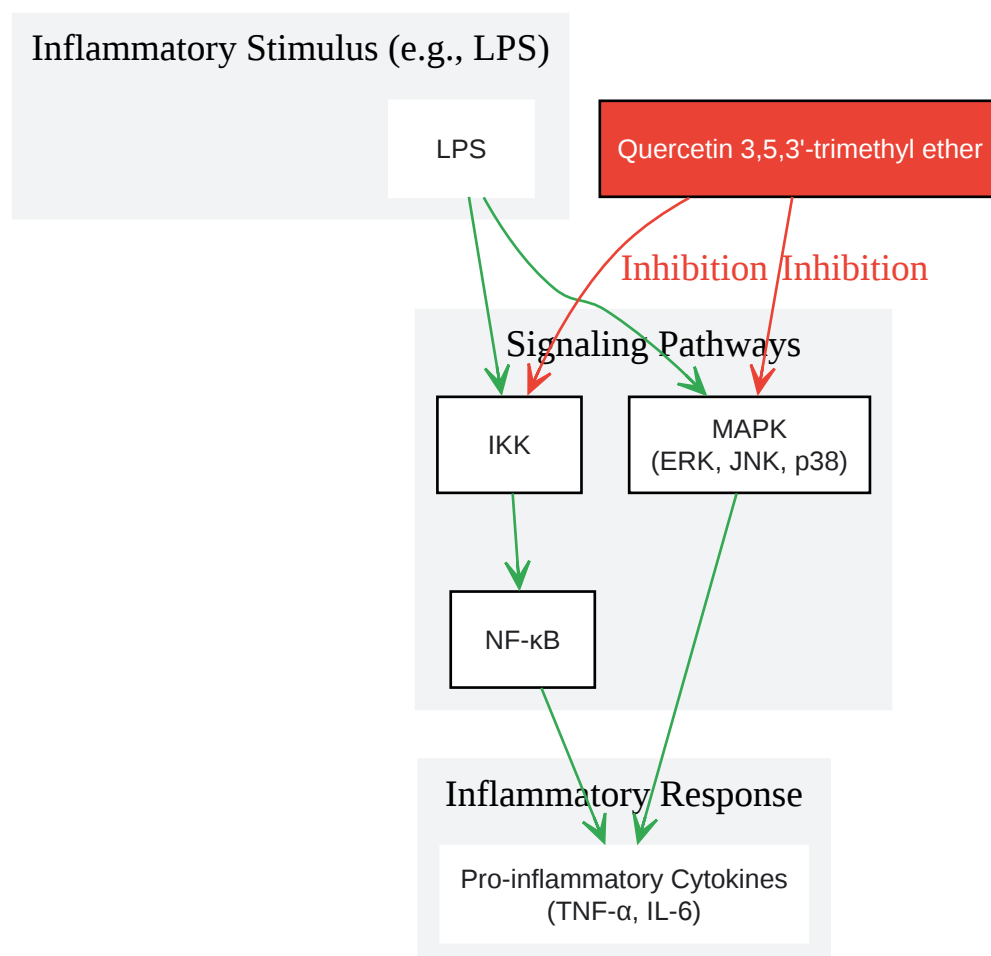 Inflammatory Stimulus (e.g., LPS)
LPS
Quercetin 3,5,3'-trimethyl ether
Inhibition
Inhibition
Signaling Pathways
IKK
MAPK
(ERK, JNK, p38)
NF-κB
Inflammatory Response
Pro-inflammatory Cytokines
(TNF-α, IL-6)